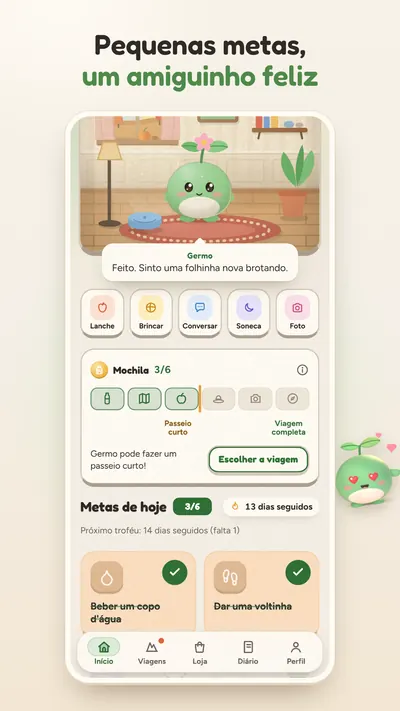 Pequenas metas,
um amiguinho feliz
Germo
Feito. Sinto uma folhinha nova brotando.
Lanche
Brincar
Conversar
Soneca
Foto
Mochila 3/6
Passeio
curto
Viagem
completa
Germo pode fazer um
passeio curto!
Escolher a viagem
Metas de hoje 3/6 13 dias seguidos
Próximo troféu: 14 dias seguidos (falta 1)
Beber um copo
d'água
Dar uma voltinha
Início
Viagens
Loja
Diário
Perfil